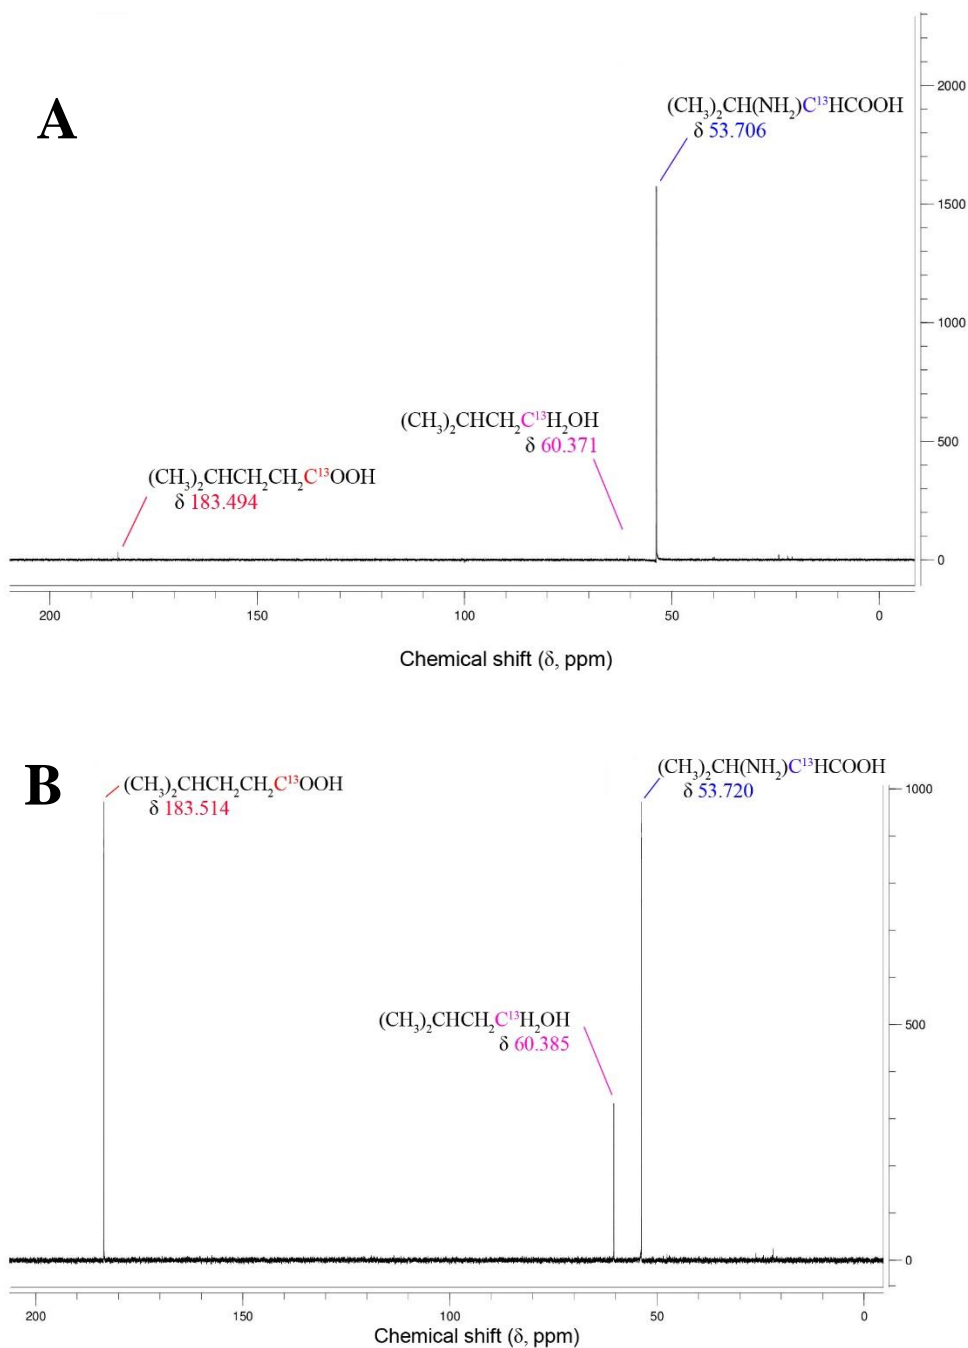 A
(CH₃)₂CH(NH₂)C¹³HCOOH
δ 53.706
2000
1500
1000
(CH₃)₂CHCH₂C¹³H₂OH
δ 60.371
500
(CH₃)₂CHCH₂CH₂C¹³OOH
δ 183.494
0
200 150 100 50 0
Chemical shift (δ, ppm)
B
(CH₃)₂CHCH₂CH₂C¹³OOH
δ 183.514
(CH₃)₂CH(NH₂)C¹³HCOOH
δ 53.720
1000
(CH₃)₂CHCH₂C¹³H₂OH
δ 60.385
500
0
200 150 100 50 0
Chemical shift (δ, ppm)